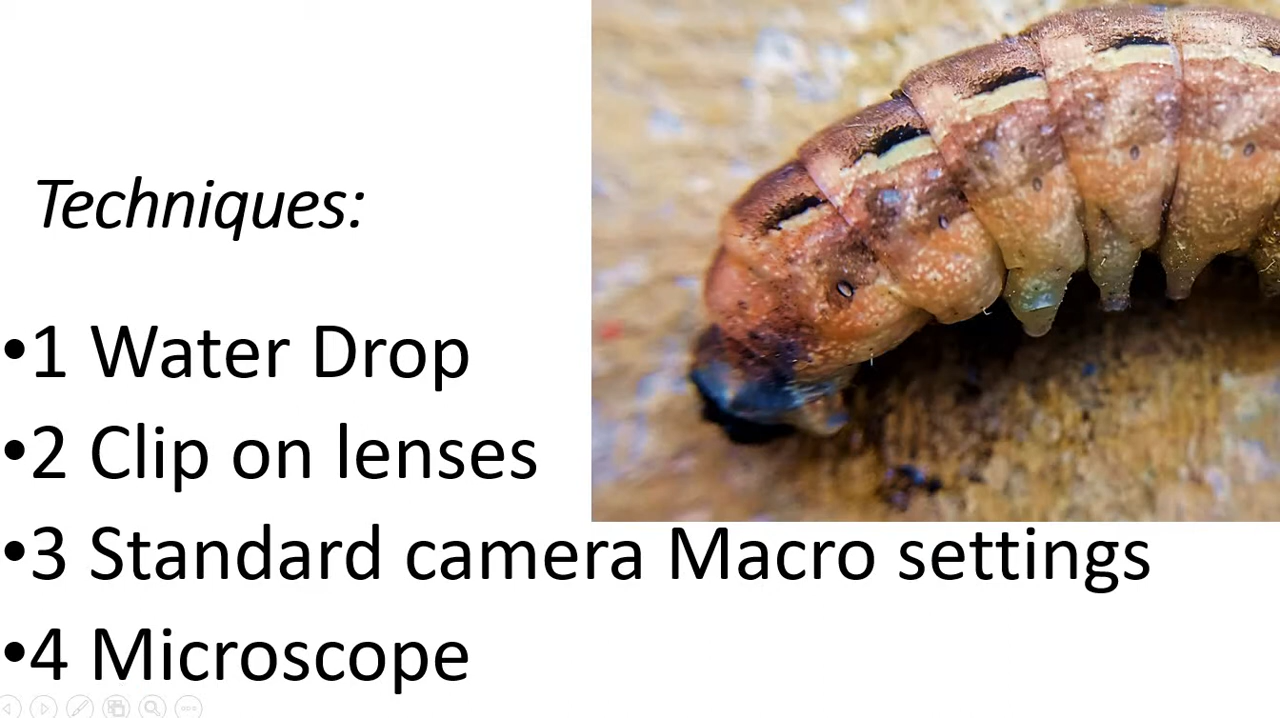 Techniques:
•1 Water Drop
•2 Clip on lenses
•3 Standard camera Macro settings
•4 Microscope